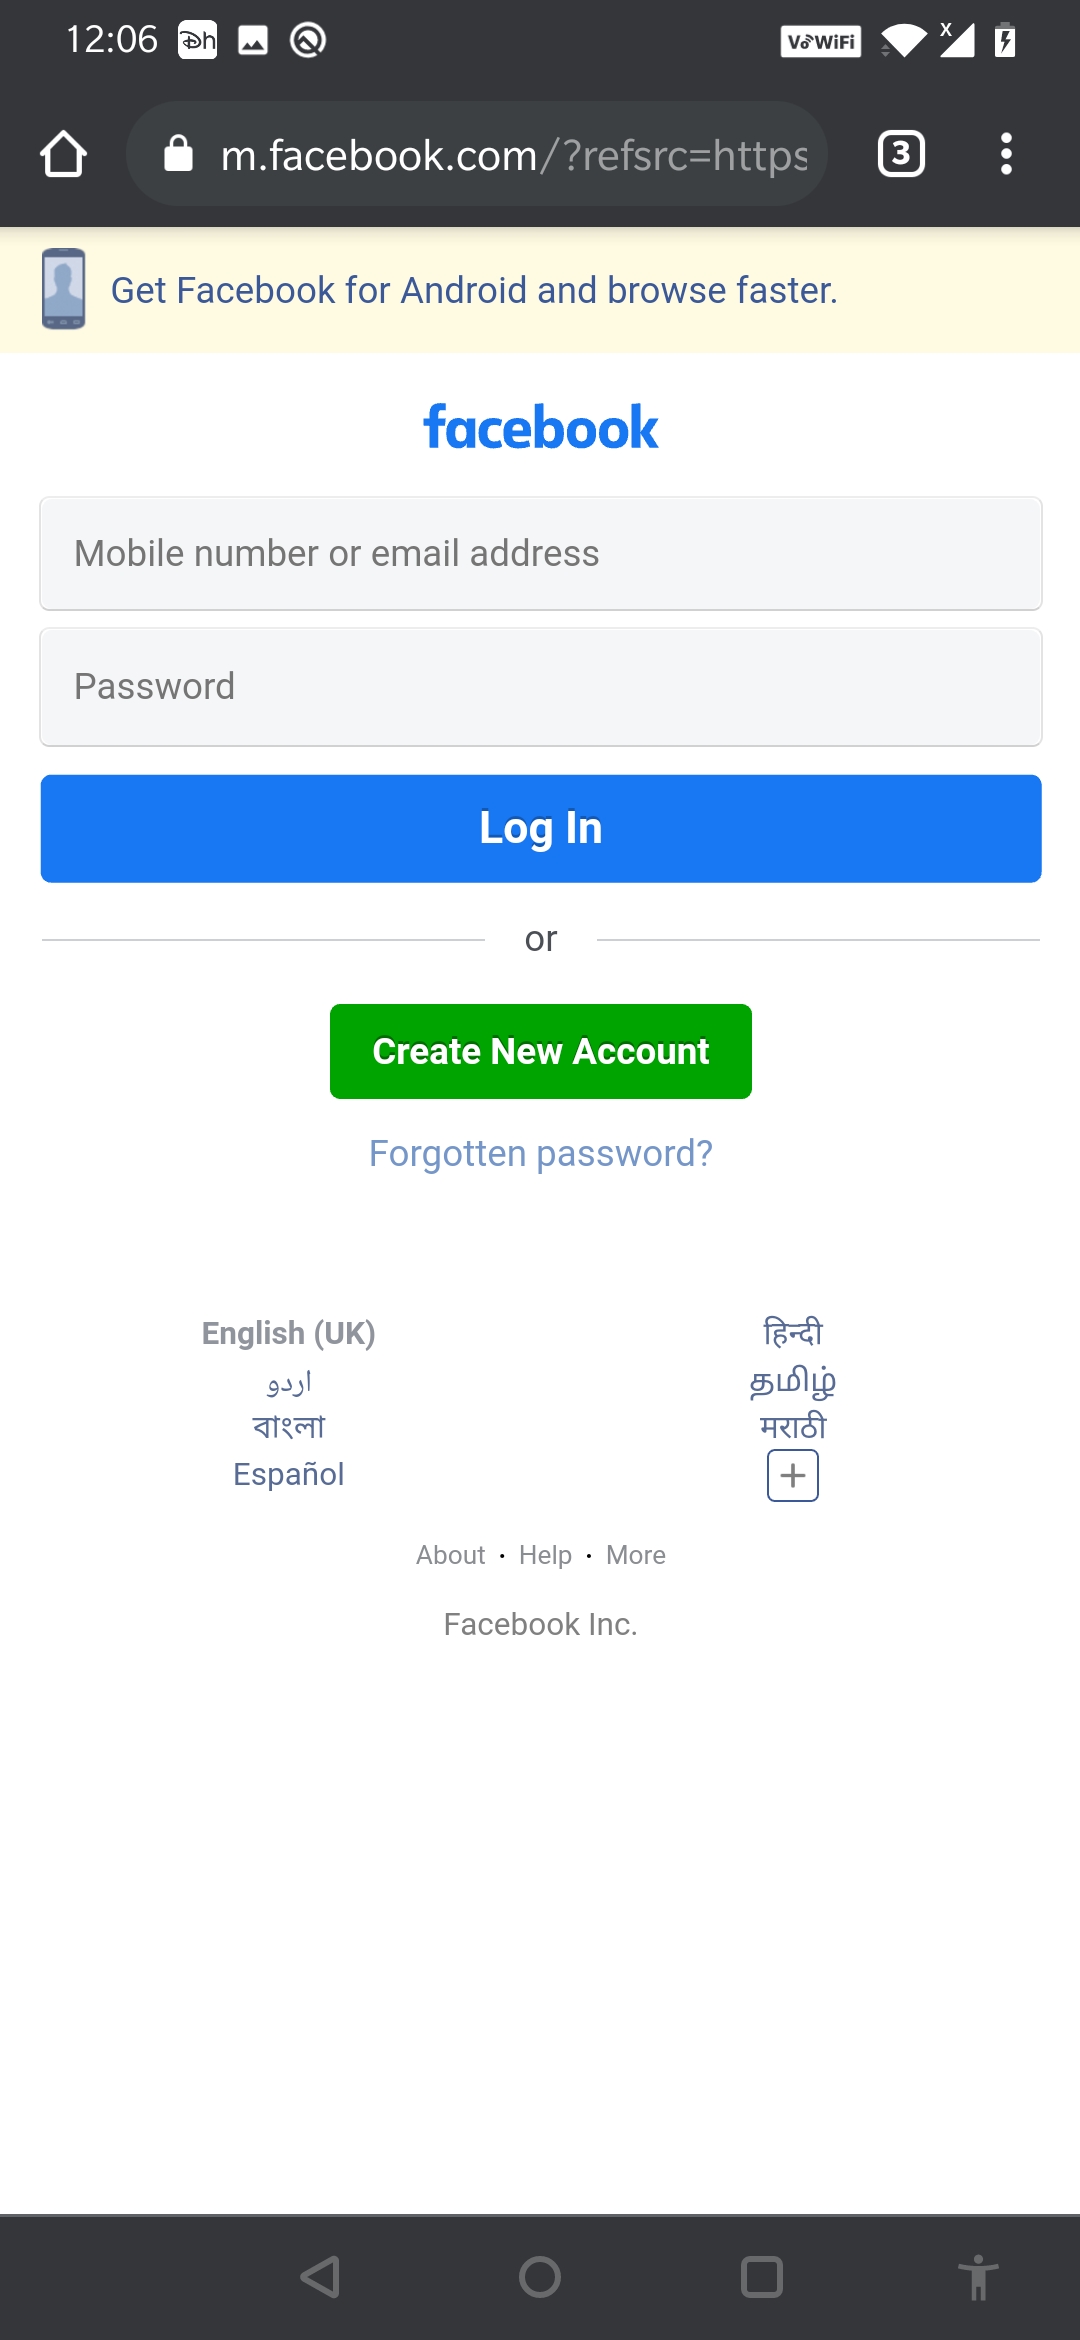 12:06 Dh VoWiFi X
m.facebook.com/?refsrc=https 3
Get Facebook for Android and browse faster.
facebook
Mobile number or email address
Password
Log In
or
Create New Account
Forgotten password?
English (UK) हिन्दी
اردو தமிழ்
বাংলা मराठी
Español +
About · Help · More
Facebook Inc.